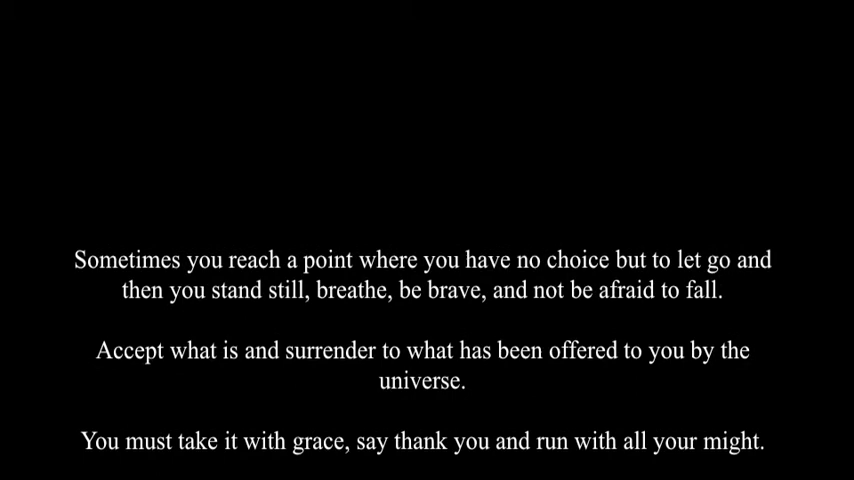 Sometimes you reach a point where you have no choice but to let go and
then you stand still, breathe, be brave, and not be afraid to fall.
Accept what is and surrender to what has been offered to you by the
universe.
You must take it with grace, say thank you and run with all your might.